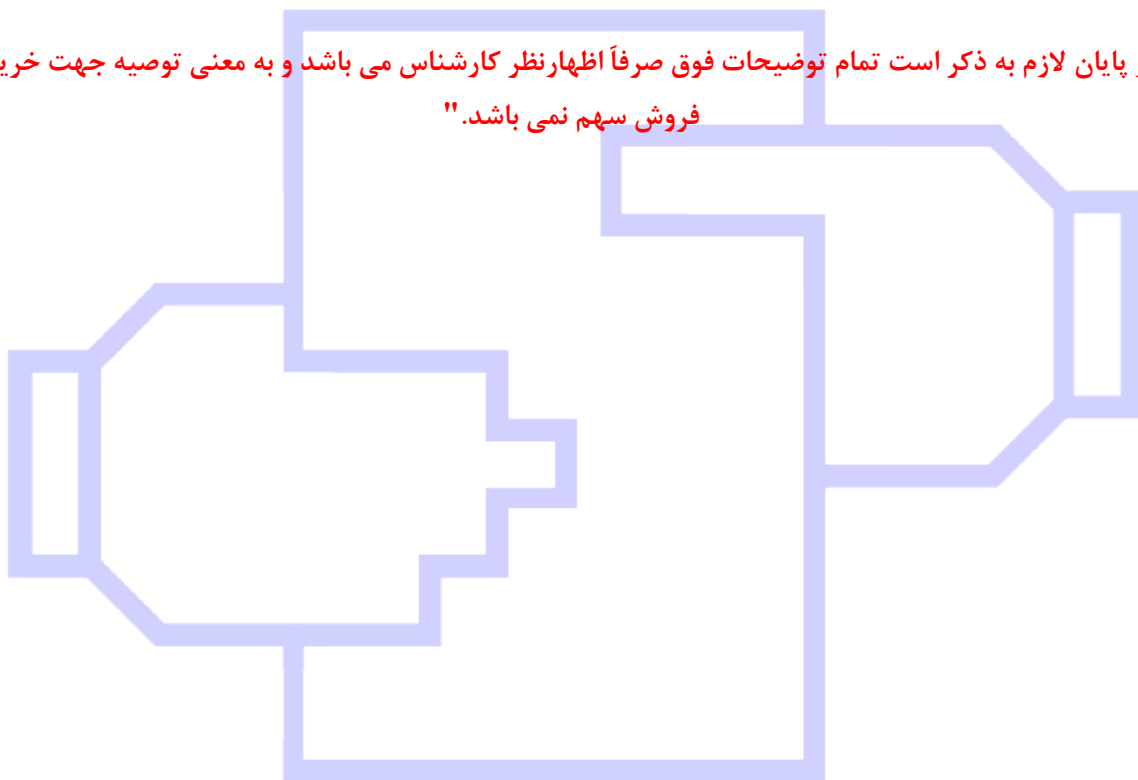 پایان لازم به ذکر است تمام توضیحات فوق صرفاَ اظهارنظر کارشناس می باشد و به معنی توصیه جهت
فروش سهم نمی باشد."